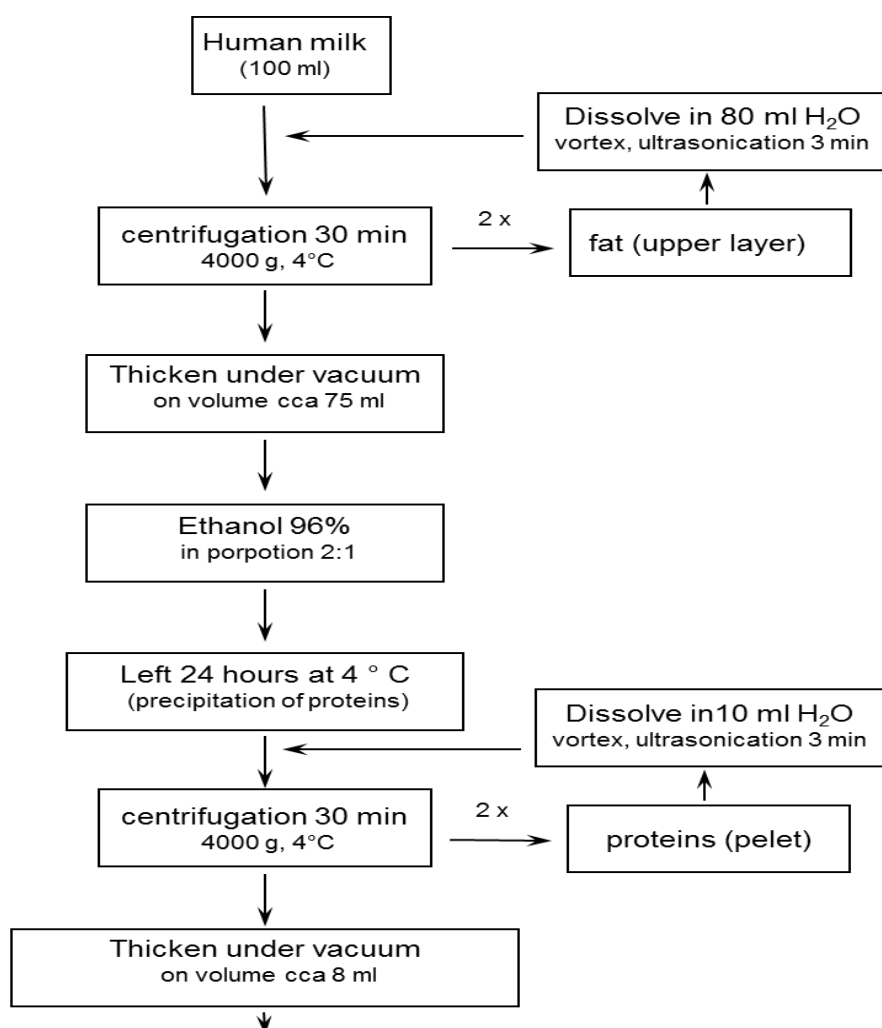 Human milk
(100 ml)
Dissolve in 80 ml H₂O
vortex, ultrasonication 3 min
centrifugation 30 min
4000 g, 4°C
2 x
fat (upper layer)
Thicken under vacuum
on volume cca 75 ml
Ethanol 96%
in porpotion 2:1
Left 24 hours at 4 ° C
(precipitation of proteins)
Dissolve in10 ml H₂O
vortex, ultrasonication 3 min
centrifugation 30 min
4000 g, 4°C
2 x
proteins (pelet)
Thicken under vacuum
on volume cca 8 ml